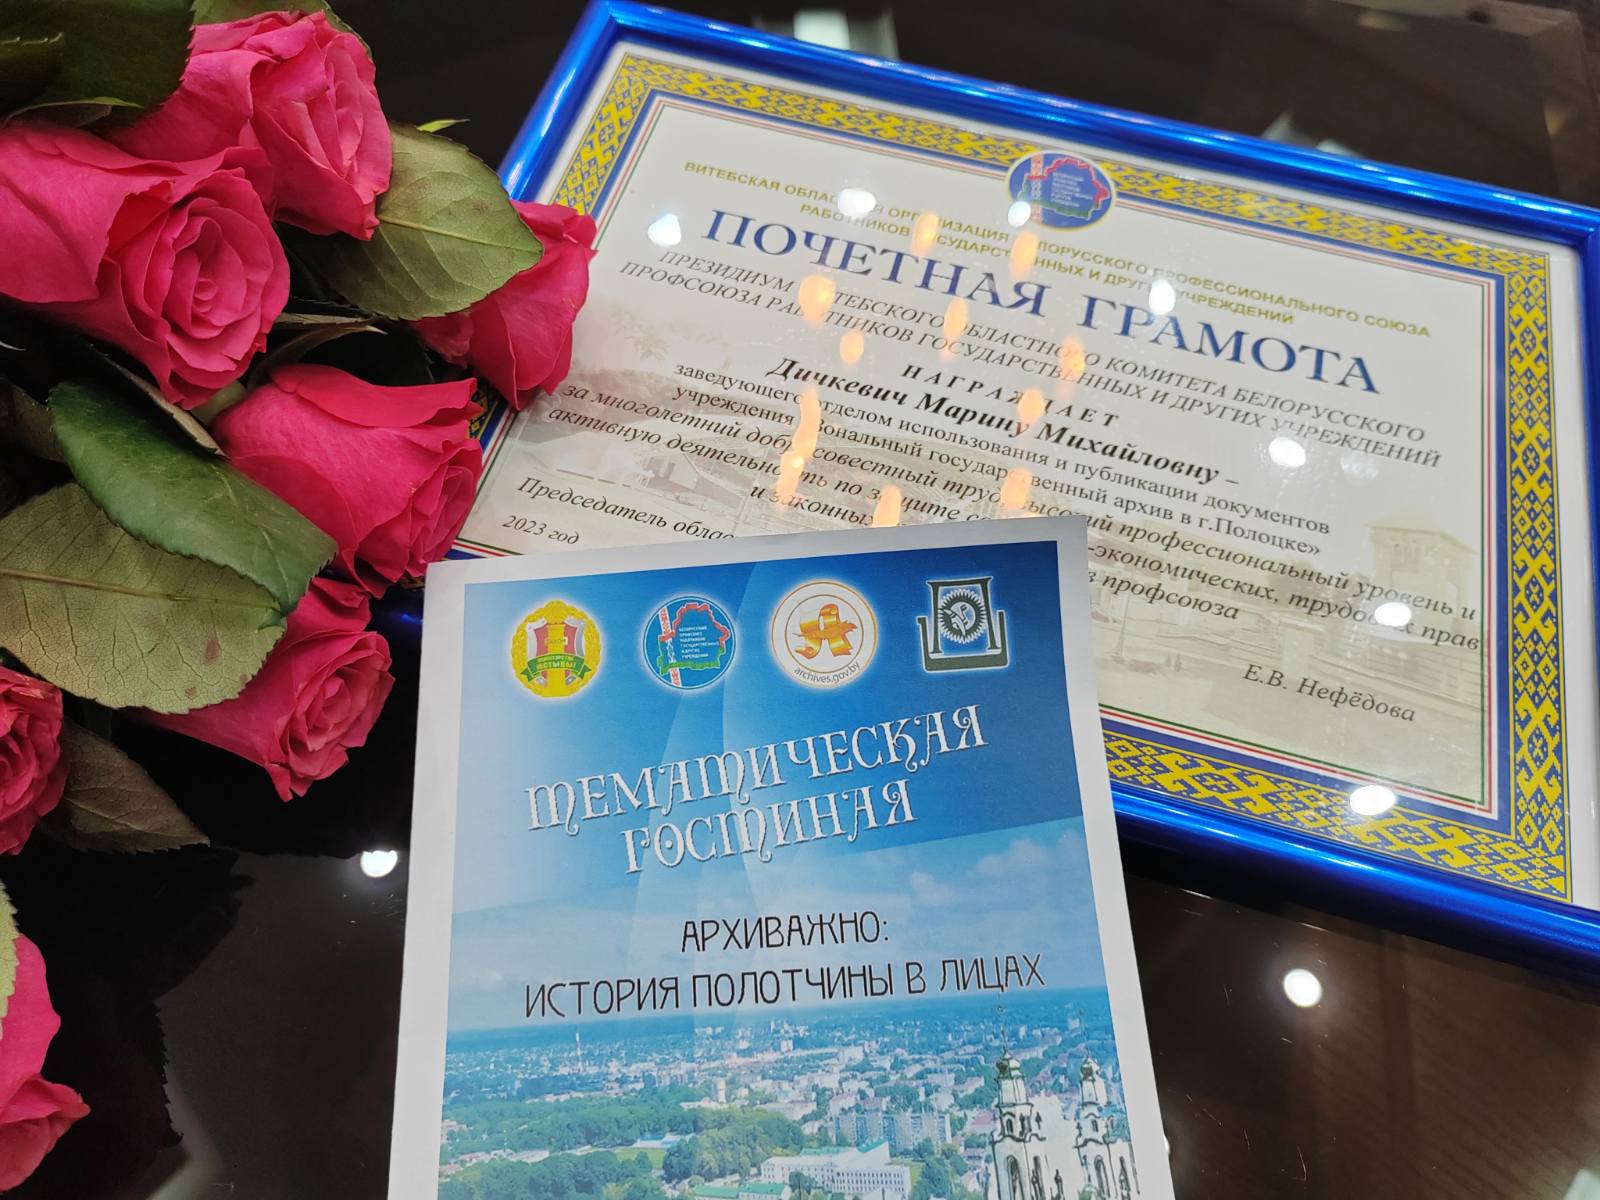 ВИТЕБСКАЯ ОБЛАСТНАЯ ОРГАНИЗАЦИЯ БЕЛОРУССКОГО ПРОФЕССИОНАЛЬНОГО СОЮЗА
РАБОТНИКОВ ГОСУДАРСТВЕННЫХ И ДРУГИХ УЧРЕЖДЕНИЙ
ПОЧЕТНАЯ ГРАМОТА
ПРЕЗИДИУМ ВИТЕБСКОГО ОБЛАСТНОГО КОМИТЕТА БЕЛОРУССКОГО
ПРОФСОЮЗА РАБОТНИКОВ ГОСУДАРСТВЕННЫХ И ДРУГИХ УЧРЕЖДЕНИЙ
НАГРАЖДАЕТ
Дичкевич Марину Михайловну –
заведующего отделом использования и публикации документов
учреждения «Зональный государственный архив в г.Полоцке»
за многолетний добросовестный труд, высокий профессиональный уровень и
активную деятельность по защите -экономических, трудовых прав
и законных профсоюза
Председатель
2023 год
Е.В. Нефёдова
archives.gov.by
ТЕМАТИЧЕСКАЯ
ГОСТИНАЯ
АРХИВАЖНО:
ИСТОРИЯ ПОЛОТЧИНЫ В ЛИЦАХ